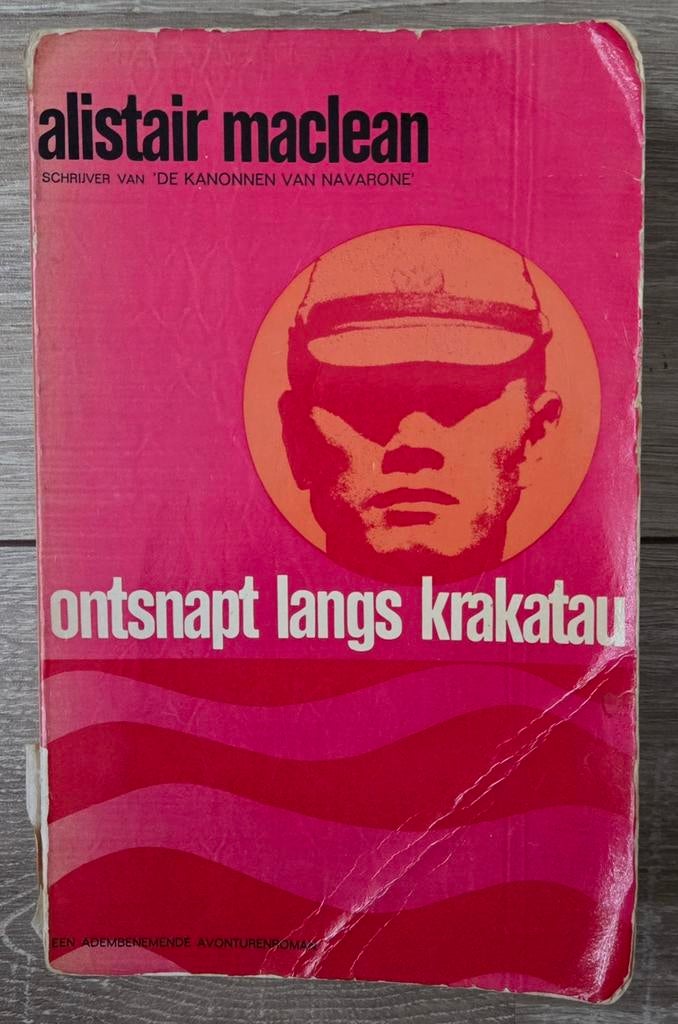 alistair maclean
SCHRIJVER VAN 'DE KANONNEN VAN NAVARONE'
ontsnapt langs krakatau
EEN ADEMBENEMENDE AVONTURENROMAN